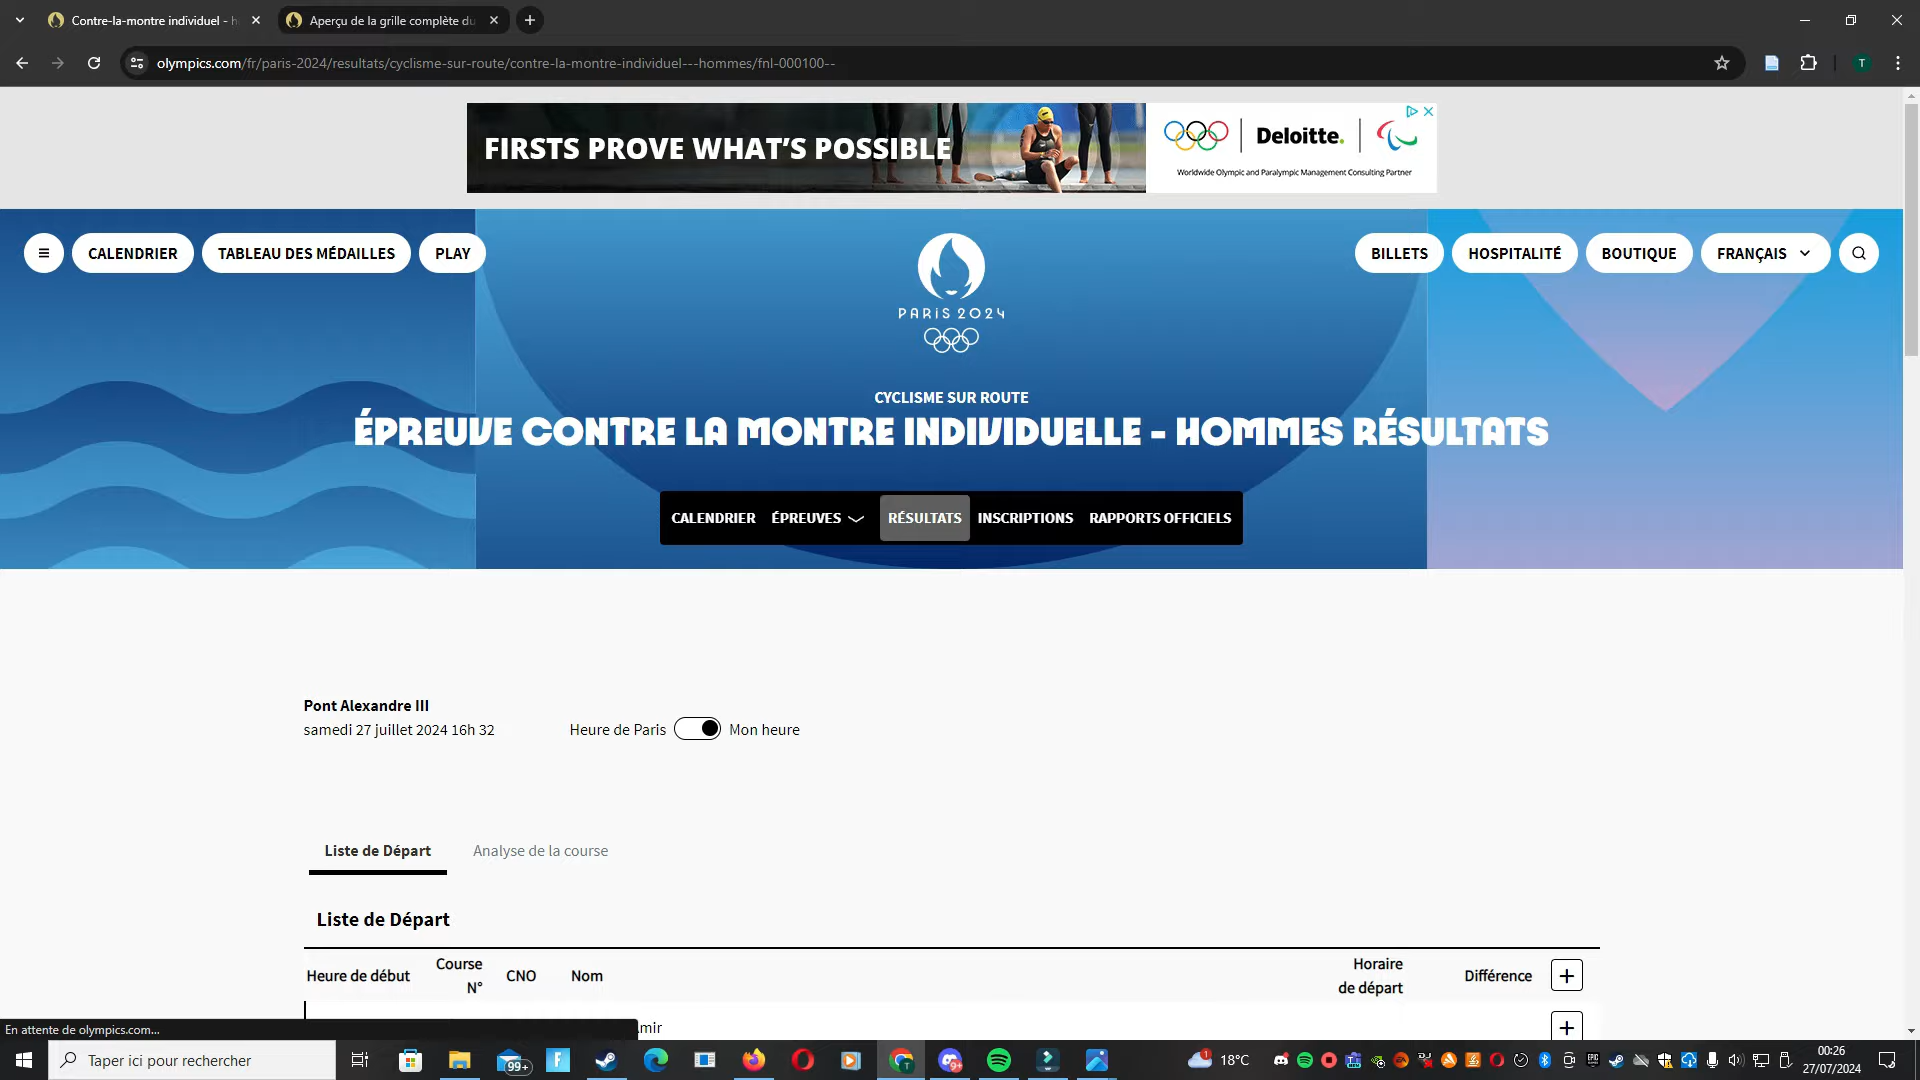 Contre-la-montre individuel - h
Aperçu de la grille complète du
olympics.com/fr/paris-2024/resultats/cyclisme-sur-route/contre-la-montre-individuel---hommes/fnl-000100--
T
FIRSTS PROVE WHAT'S POSSIBLE
Deloitte.
Worldwide Olympic and Paralympic Management Consulting Partner
CALENDRIER
TABLEAU DES MÉDAILLES
PLAY
PARIS 2024
BILLETS
HOSPITALITÉ
BOUTIQUE
FRANÇAIS
CYCLISME SUR ROUTE
ÉPREUVE CONTRE LA MONTRE INDIVIDUELLE - HOMMES RÉSULTATS
CALENDRIER
ÉPREUVES
RÉSULTATS
INSCRIPTIONS
RAPPORTS OFFICIELS
Pont Alexandre III
samedi 27 juillet 2024 16h 32
Heure de Paris
Mon heure
Liste de Départ
Analyse de la course
Liste de Départ
Heure de début
Course
N°
CNO
Nom
Horaire
de départ
Différence
mir
En attente de olympics.com...
Taper ici pour rechercher
99+
9+
1
18°C
00:26
27/07/2024